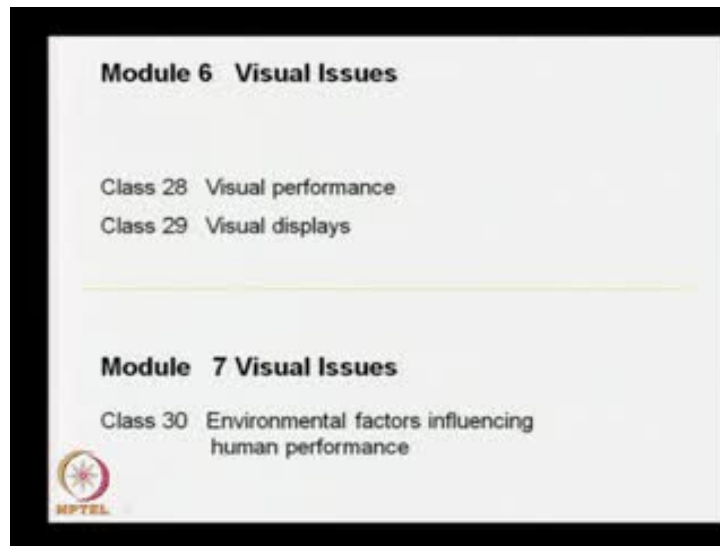 Module 6 Visual Issues
Class 28 Visual performance
Class 29 Visual displays
Module 7 Visual Issues
Class 30 Environmental factors influencing
human performance
NPTEL